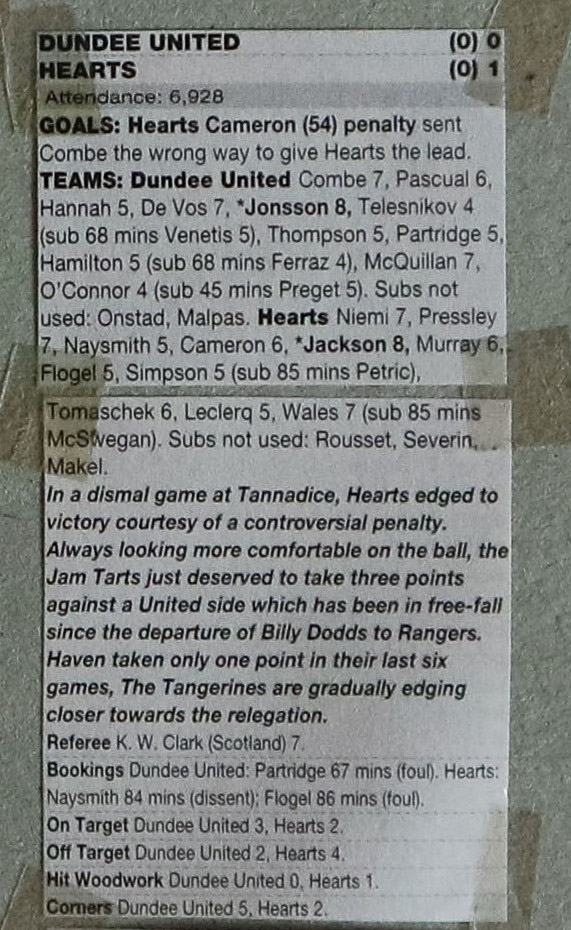 DUNDEE UNITED (0) 0
HEARTS (0) 1
Attendance: 6,928
GOALS: Hearts Cameron (54) penalty sent
Combe the wrong way to give Hearts the lead.
TEAMS: Dundee United Combe 7, Pascual 6,
Hannah 5, De Vos 7, *Jonsson 8, Telesnikov 4
(sub 68 mins Venetis 5), Thompson 5, Partridge 5,
Hamilton 5 (sub 68 mins Ferraz 4), McQuillan 7,
O'Connor 4 (sub 45 mins Preget 5). Subs not
used: Onstad, Malpas. Hearts Niemi 7, Pressley
7, Naysmith 5, Cameron 6, *Jackson 8, Murray 6,
Flogel 5, Simpson 5 (sub 85 mins Petric),
Tomaschek 6, Leclerq 5, Wales 7 (sub 85 mins
McSwegan). Subs not used: Rousset, Severin,
Makel.
In a dismal game at Tannadice, Hearts edged to
victory courtesy of a controversial penalty.
Always looking more comfortable on the ball, the
Jam Tarts just deserved to take three points
against a United side which has been in free-fall
since the departure of Billy Dodds to Rangers.
Haven taken only one point in their last six
games, The Tangerines are gradually edging
closer towards the relegation.
Referee K. W. Clark (Scotland) 7.
Bookings Dundee United: Partridge 67 mins (foul). Hearts:
Naysmith 84 mins (dissent); Flogel 86 mins (foul).
On Target Dundee United 3, Hearts 2.
Off Target Dundee United 2, Hearts 4.
Hit Woodwork Dundee United 0, Hearts 1.
Corners Dundee United 5, Hearts 2.